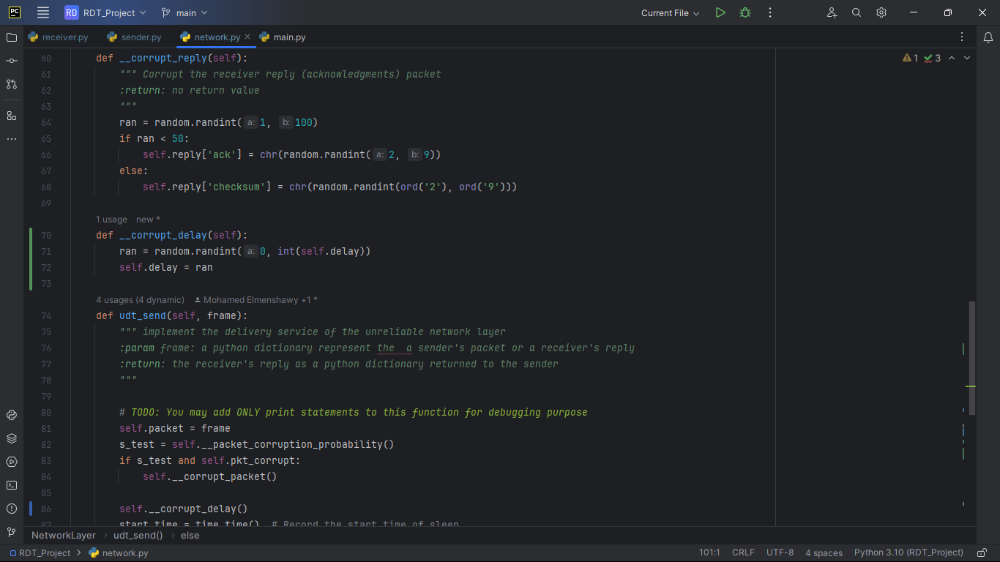 PC RD RDT_Project main Current File
receiver.py sender.py network.py main.py
60 def __corrupt_reply(self): 1 3
61 """ Corrupt the receiver reply (acknowledgments) packet
62 :return: no return value
63 """
64 ran = random.randint( a: 1, b: 100)
65 if ran < 50:
66 self.reply['ack'] = chr(random.randint( a: 2, b: 9))
67 else:
68 self.reply['checksum'] = chr(random.randint(ord('2'), ord('9')))
69
1 usage new *
70 def __corrupt_delay(self):
71 ran = random.randint( a: 0, int(self.delay))
72 self.delay = ran
73
4 usages (4 dynamic) Mohamed Elmenshawy +1 *
74 def udt_send(self, frame):
75 """ implement the delivery service of the unreliable network layer
76 :param frame: a python dictionary represent the  a sender's packet or a receiver's reply
77 :return: the receiver's reply as a python dictionary returned to the sender
78 """
79
80 # TODO: You may add ONLY print statements to this function for debugging purpose
81 self.packet = frame
82 s_test = self.__packet_corruption_probability()
83 if s_test and self.pkt_corrupt:
84 self.__corrupt_packet()
85
86 self.__corrupt_delay()
87 start_time = time.time()  # Record the start time of sleep
NetworkLayer › udt_send() › else
RDT_Project › network.py 101:1 CRLF UTF-8 4 spaces Python 3.10 (RDT_Project)